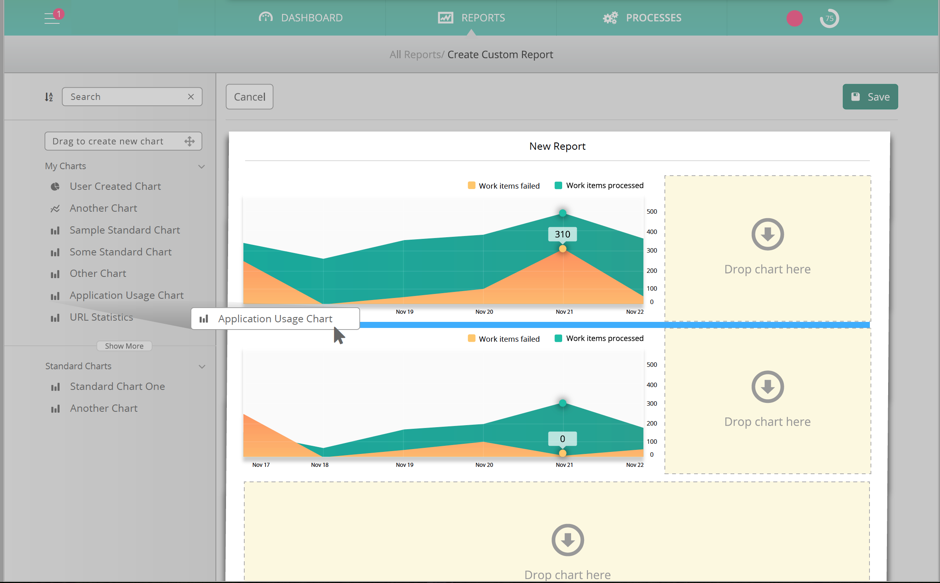 1
DASHBOARD
REPORTS
PROCESSES
75
All Reports/ Create Custom Report
Search
Cancel
Save
Drag to create new chart
My Charts
User Created Chart
Another Chart
Sample Standard Chart
Some Standard Chart
Other Chart
Application Usage Chart
URL Statistics
Show More
Standard Charts
Standard Chart One
Another Chart
Application Usage Chart
New Report
Work items failed
Work items processed
310
500
400
300
200
100
0
Nov 19
Nov 20
Nov 21
Nov 22
Drop chart here
Work items failed
Work items processed
0
500
400
300
200
100
0
Nov 17
Nov 18
Nov 19
Nov 20
Nov 21
Nov 22
Drop chart here
Drop chart here